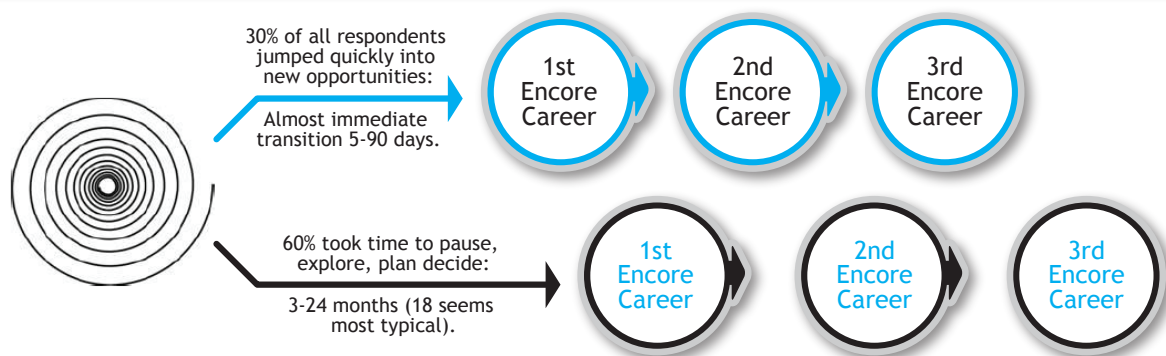 30% of all respondents
jumped quickly into
new opportunities:
Almost immediate
transition 5-90 days.
1st
Encore
Career
2nd
Encore
Career
3rd
Encore
Career
60% took time to pause,
explore, plan decide:
3-24 months (18 seems
most typical).
1st
Encore
Career
2nd
Encore
Career
3rd
Encore
Career